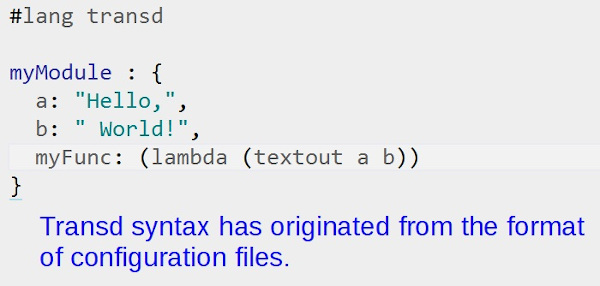 #lang transd
myModule : {
a: "Hello,",
b: " World!",
myFunc: (lambda (textout a b))
}
Transd syntax has originated from the format
of configuration files.